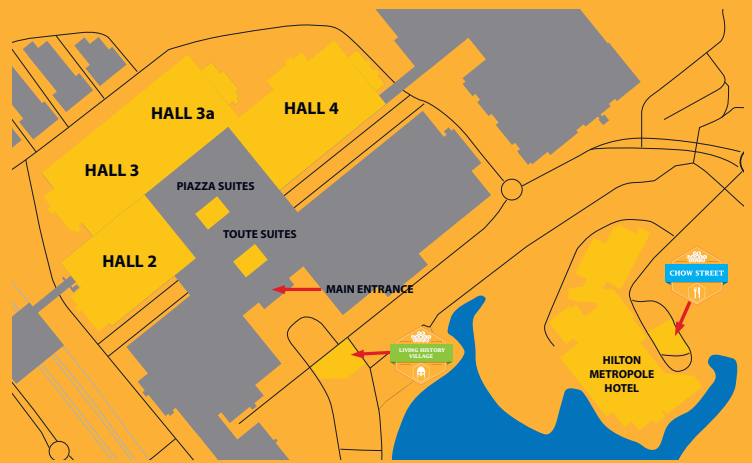 HALL 3a
HALL 4
HALL 3
PIAZZA SUITES
TOUTE SUITES
HALL 2
MAIN ENTRANCE
CHOW STREET
LIVING HISTORY
VILLAGE
HILTON
METROPOLE
HOTEL